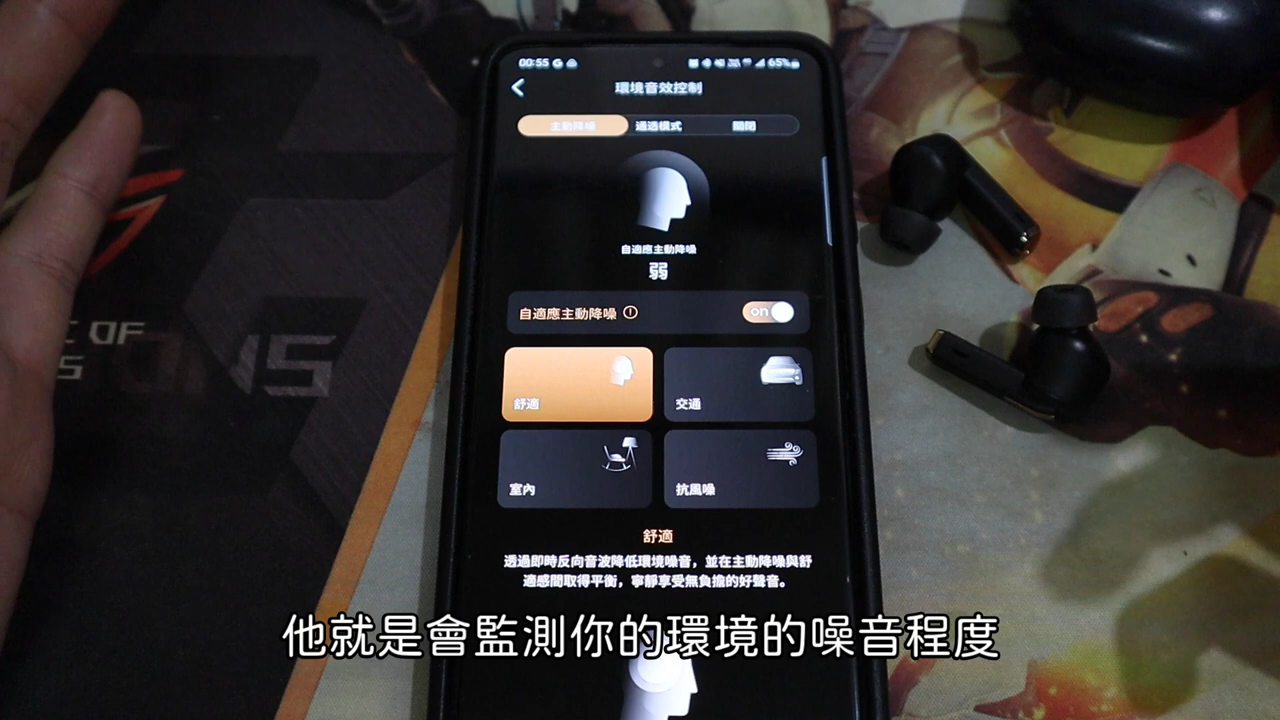 00:55
65%
環境音效控制
主動降噪
通透模式
關閉
自適應主動降噪
弱
自適應主動降噪
on
舒適
交通
室內
抗風噪
舒適
透過即時反向音波降低環境噪音，並在主動降噪與舒
適感間取得平衡，寧靜享受無負擔的好聲音。
OF
他就是會監測你的環境的噪音程度